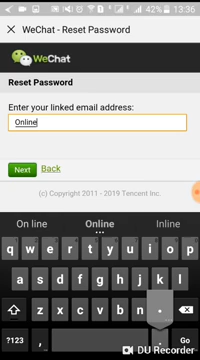 42% 13:36
WeChat - Reset Password
WeChat
Reset Password
Enter your linked email address:
Online
Next Back
(c) Copyright 2011 - 2019 Tencent Inc.
On line Online Inline
q w e r t y u i o p
a s d f g h j k l
z x c v b n m
?123 , . Go
DU Recorder